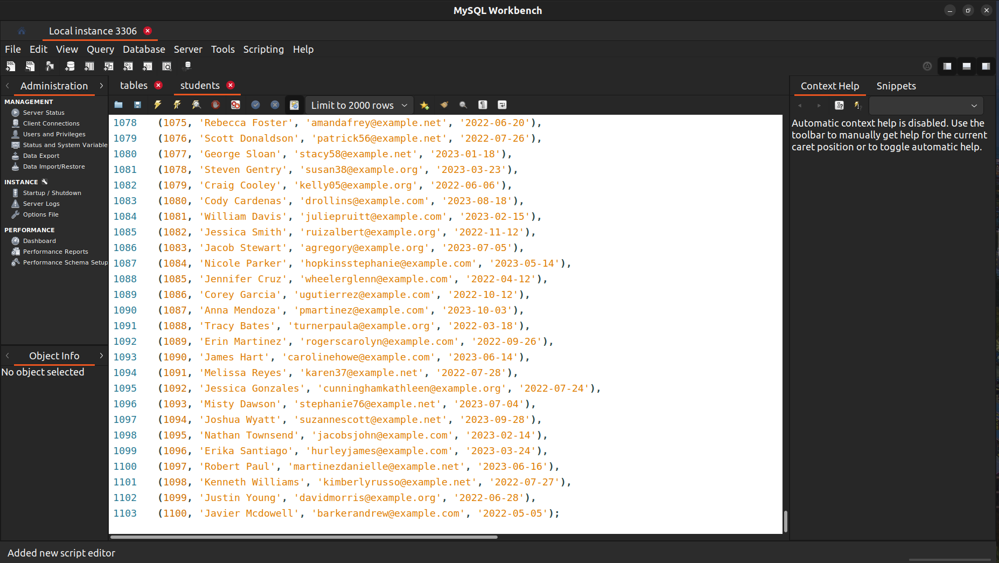 MySQL Workbench
Local instance 3306
File Edit View Query Database Server Tools Scripting Help
Administration
MANAGEMENT
Server Status
Client Connections
Users and Privileges
Status and System Variable
Data Export
Data Import/Restore
INSTANCE
Startup / Shutdown
Server Logs
Options File
PERFORMANCE
Dashboard
Performance Reports
Performance Schema Setup
Object Info
No object selected
tables students
Limit to 2000 rows
1078 (1075, 'Rebecca Foster', 'amandafrey@example.net', '2022-06-20'),
1079 (1076, 'Scott Donaldson', 'patrick56@example.net', '2022-07-26'),
1080 (1077, 'George Sloan', 'stacy58@example.net', '2023-01-18'),
1081 (1078, 'Steven Gentry', 'susan38@example.org', '2023-03-23'),
1082 (1079, 'Craig Cooley', 'kelly05@example.org', '2022-06-06'),
1083 (1080, 'Cody Cardenas', 'drollins@example.com', '2023-08-18'),
1084 (1081, 'William Davis', 'juliepruitt@example.com', '2023-02-15'),
1085 (1082, 'Jessica Smith', 'ruizalbert@example.org', '2022-11-12'),
1086 (1083, 'Jacob Stewart', 'agregory@example.org', '2023-07-05'),
1087 (1084, 'Nicole Parker', 'hopkinsstephanie@example.com', '2023-05-14'),
1088 (1085, 'Jennifer Cruz', 'wheelerglenn@example.com', '2022-04-12'),
1089 (1086, 'Corey Garcia', 'ugutierrez@example.com', '2022-10-12'),
1090 (1087, 'Anna Mendoza', 'pmartinez@example.com', '2023-10-03'),
1091 (1088, 'Tracy Bates', 'turnerpaula@example.org', '2022-03-18'),
1092 (1089, 'Erin Martinez', 'rogerscarolyn@example.com', '2022-09-26'),
1093 (1090, 'James Hart', 'carolinehowe@example.com', '2023-06-14'),
1094 (1091, 'Melissa Reyes', 'karen37@example.net', '2022-07-28'),
1095 (1092, 'Jessica Gonzales', 'cunninghamkathleen@example.org', '2022-07-24'),
1096 (1093, 'Misty Dawson', 'stephanie76@example.net', '2023-07-04'),
1097 (1094, 'Joshua Wyatt', 'suzannescott@example.net', '2023-09-28'),
1098 (1095, 'Nathan Townsend', 'jacobsjohn@example.com', '2023-02-14'),
1099 (1096, 'Erika Santiago', 'hurleyjames@example.com', '2023-03-24'),
1100 (1097, 'Robert Paul', 'martinezdanielle@example.net', '2023-06-16'),
1101 (1098, 'Kenneth Williams', 'kimberlyrusso@example.net', '2022-07-27'),
1102 (1099, 'Justin Young', 'davidmorris@example.org', '2022-06-28'),
1103 (1100, 'Javier Mcdowell', 'barkerandrew@example.com', '2022-05-05');
Context Help Snippets
Automatic context help is disabled. Use the
toolbar to manually get help for the current
caret position or to toggle automatic help.
Added new script editor